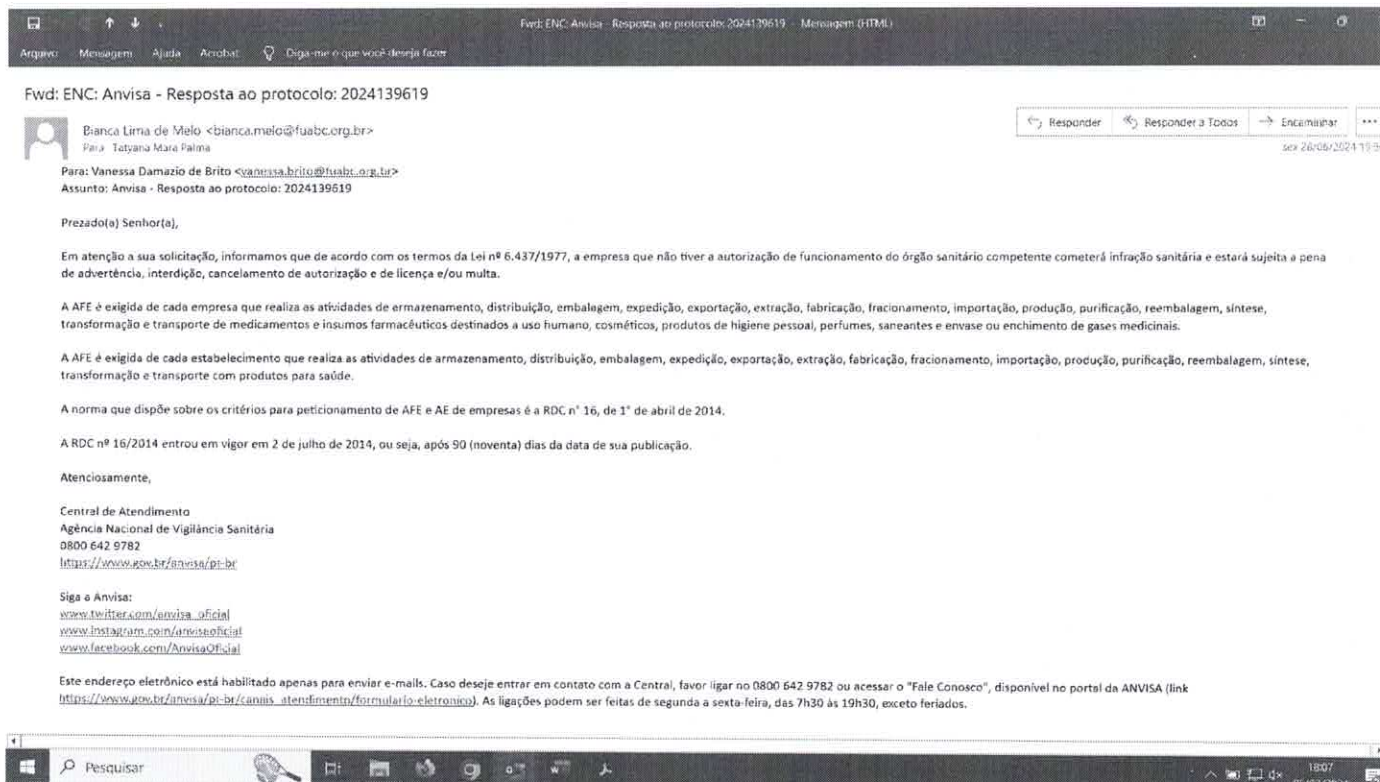 Fwd: ENC: Anvisa - Resposta ao protocolo: 2024139619 - Mensagem (HTML)
Arquivo Mensagem Ajuda Acrobat Diga-me o que você deseja fazer
Fwd: ENC: Anvisa - Resposta ao protocolo: 2024139619
Bianca Lima de Melo <bianca.melo@fuabc.org.br>
Para Tatyana Mara Palma
Responder Responder a Todos Encaminhar ...
Para: Vanessa Damazio de Brito <vanessa.brito@fuabc.org.br>
Assunto: Anvisa - Resposta ao protocolo: 2024139619
Prezado(a) Senhor(a),
Em atenção a sua solicitação, informamos que de acordo com os termos da Lei nº 6.437/1977, a empresa que não tiver a autorização de funcionamento do órgão sanitário competente cometerá infração sanitária e estará sujeita a pena
de advertência, interdição, cancelamento de autorização e de licença e/ou multa.
A AFE é exigida de cada empresa que realiza as atividades de armazenamento, distribuição, embalagem, expedição, exportação, extração, fabricação, fracionamento, importação, produção, purificação, reembalagem, síntese,
transformação e transporte de medicamentos e insumos farmacêuticos destinados a uso humano, cosméticos, produtos de higiene pessoal, perfumes, saneantes e envase ou enchimento de gases medicinais.
A AFE é exigida de cada estabelecimento que realiza as atividades de armazenamento, distribuição, embalagem, expedição, exportação, extração, fabricação, fracionamento, importação, produção, purificação, reembalagem, síntese,
transformação e transporte com produtos para saúde.
A norma que dispõe sobre os critérios para peticionamento de AFE e AE de empresas é a RDC n° 16, de 1° de abril de 2014.
A RDC nº 16/2014 entrou em vigor em 2 de julho de 2014, ou seja, após 90 (noventa) dias da data de sua publicação.
Atenciosamente,
Central de Atendimento
Agência Nacional de Vigilância Sanitária
0800 642 9782
https://www.gov.br/anvisa/pt-br
Siga a Anvisa:
www.twitter.com/anvisa_oficial
www.instagram.com/anvisaoficial
www.facebook.com/AnvisaOficial
Este endereço eletrônico está habilitado apenas para enviar e-mails. Caso deseje entrar em contato com a Central, favor ligar no 0800 642 9782 ou acessar o "Fale Conosco", disponível no portal da ANVISA (link
https://www.gov.br/anvisa/pt-br/canais_atendimento/formulario-eletronico). As ligações podem ser feitas de segunda a sexta-feira, das 7h30 às 19h30, exceto feriados.
Pesquisar
18:07